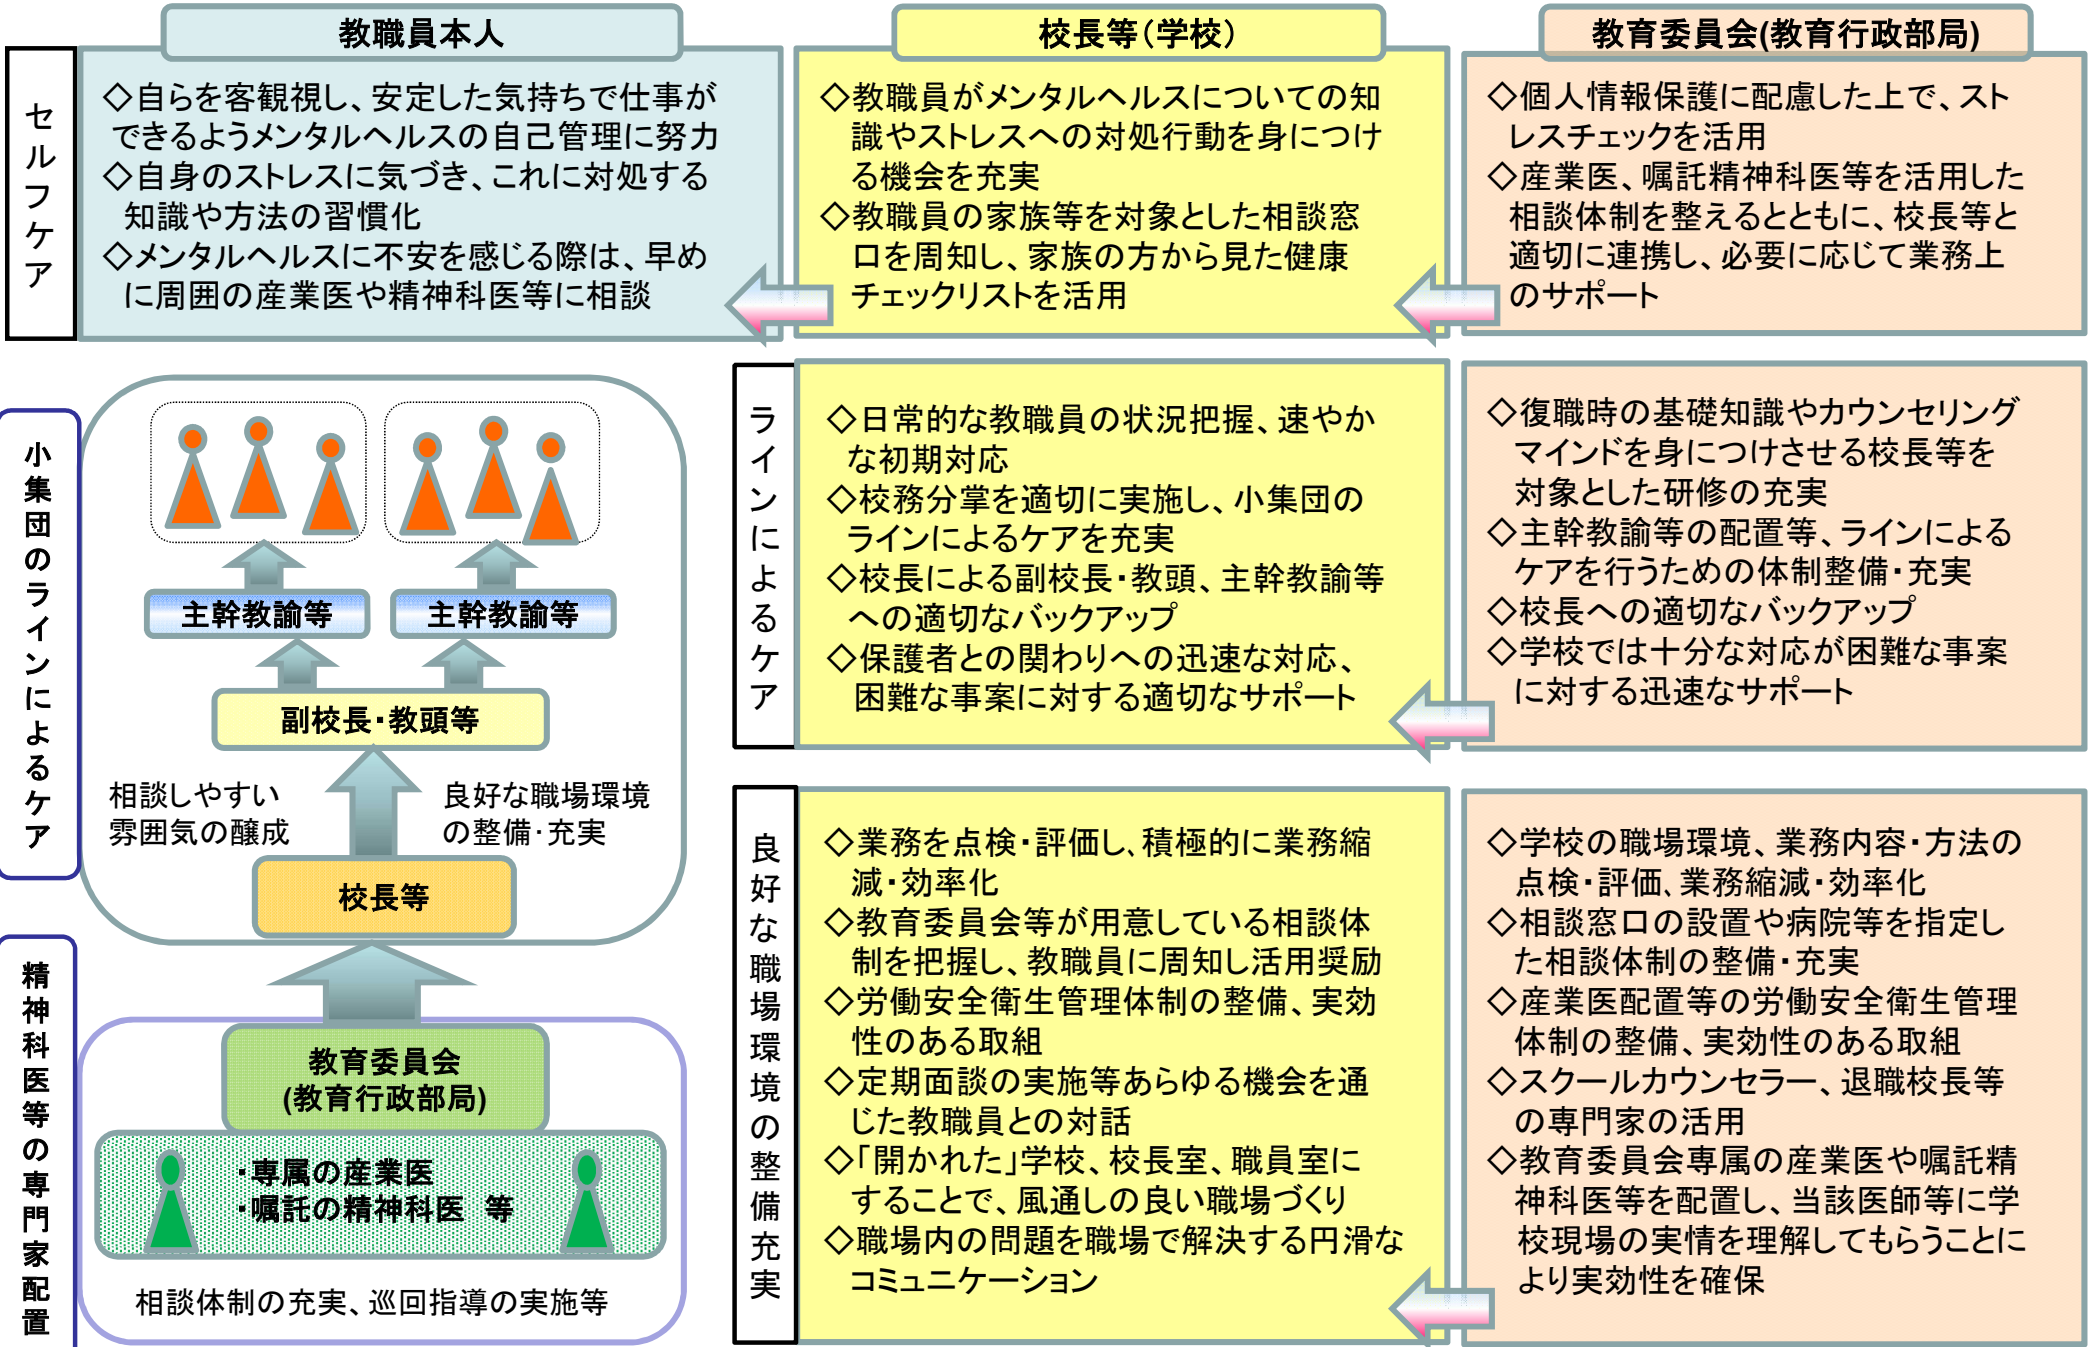 教職員本人
校長等(学校)
教育委員会(教育行政部局)
セルフケア
◇自らを客観視し、安定した気持ちで仕事が
できるようメンタルヘルスの自己管理に努力
◇自身のストレスに気づき、これに対処する
知識や方法の習慣化
◇メンタルヘルスに不安を感じる際は、早め
に周囲の産業医や精神科医等に相談
◇教職員がメンタルヘルスについての知
識やストレスへの対処行動を身につけ
る機会を充実
◇教職員の家族等を対象とした相談窓
口を周知し、家族の方から見た健康
チェックリストを活用
◇個人情報保護に配慮した上で、スト
レスチェックを活用
◇産業医、嘱託精神科医等を活用した
相談体制を整えるとともに、校長等と
適切に連携し、必要に応じて業務上
のサポート
小集団のラインによるケア
主幹教諭等
主幹教諭等
副校長・教頭等
相談しやすい
雰囲気の醸成
良好な職場環境
の整備・充実
校長等
精神科医等の専門家配置
教育委員会
(教育行政部局)
・専属の産業医
・嘱託の精神科医 等
相談体制の充実、巡回指導の実施等
ラインによるケア
◇日常的な教職員の状況把握、速やか
な初期対応
◇校務分掌を適切に実施し、小集団の
ラインによるケアを充実
◇校長による副校長・教頭、主幹教諭等
への適切なバックアップ
◇保護者との関わりへの迅速な対応、
困難な事案に対する適切なサポート
◇復職時の基礎知識やカウンセリング
マインドを身につけさせる校長等を
対象とした研修の充実
◇主幹教諭等の配置等、ラインによる
ケアを行うための体制整備・充実
◇校長への適切なバックアップ
◇学校では十分な対応が困難な事案
に対する迅速なサポート
良好な職場環境の整備充実
◇業務を点検・評価し、積極的に業務縮
減・効率化
◇教育委員会等が用意している相談体
制を把握し、教職員に周知し活用奨励
◇労働安全衛生管理体制の整備、実効
性のある取組
◇定期面談の実施等あらゆる機会を通
じた教職員との対話
◇「開かれた」学校、校長室、職員室に
することで、風通しの良い職場づくり
◇職場内の問題を職場で解決する円滑な
コミュニケーション
◇学校の職場環境、業務内容・方法の
点検・評価、業務縮減・効率化
◇相談窓口の設置や病院等を指定し
た相談体制の整備・充実
◇産業医配置等の労働安全衛生管理
体制の整備、実効性のある取組
◇スクールカウンセラー、退職校長等
の専門家の活用
◇教育委員会専属の産業医や嘱託精
神科医等を配置し、当該医師等に学
校現場の実情を理解してもらうことに
より実効性を確保